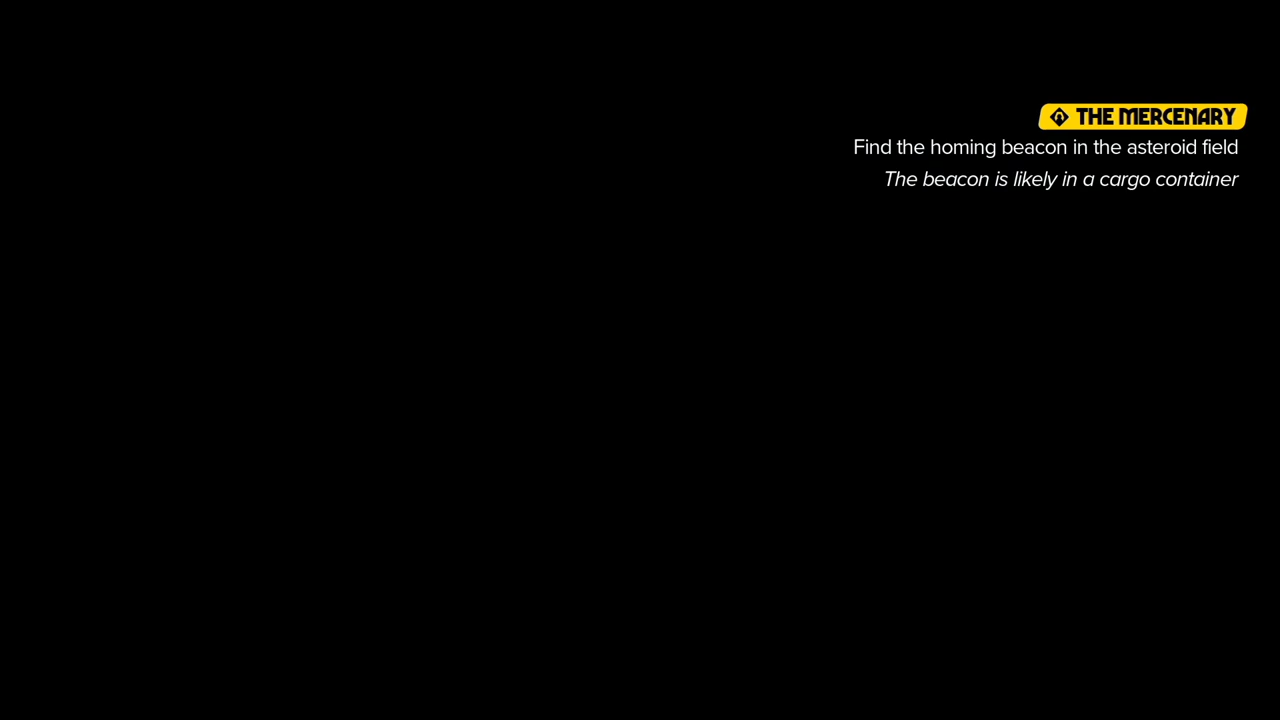 THE MERCENARY
Find the homing beacon in the asteroid field
The beacon is likely in a cargo container